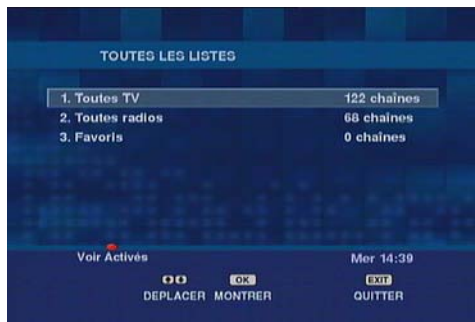 TOUTES LES LISTES
1. Toutes TV 122 chaînes
2. Toutes radios 68 chaînes
3. Favoris 0 chaînes
Voir Activés Mer 14:39
OK EXIT
DEPLACER MONTRER QUITTER